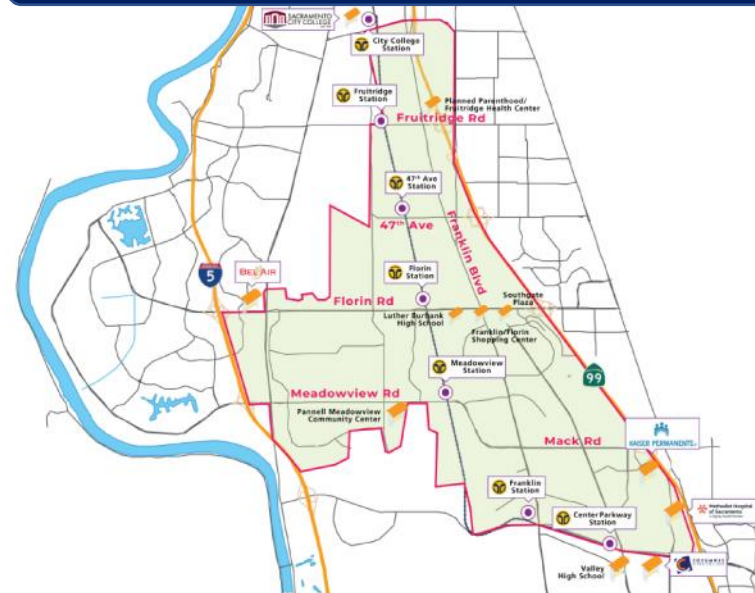 SACRAMENTO
CITY COLLEGE
City College
Station
Fruitridge
Station
Planned Parenthood/
Fruitridge Health Center
Fruitridge Rd
47th Ave
Station
47th Ave
Franklin Blvd
Florin
Station
5
BEL AIR
Southgate
Plaza
Florin Rd
Luther Burbank
High School
Franklin/Florin
Shopping Center
Meadowview
Station
99
Meadowview Rd
Pannell Meadowview
Community Center
Mack Rd
KAISER PERMANENTE
Franklin
Station
Methodist Hospital
of Sacramento
Center Parkway
Station
Valley
High School